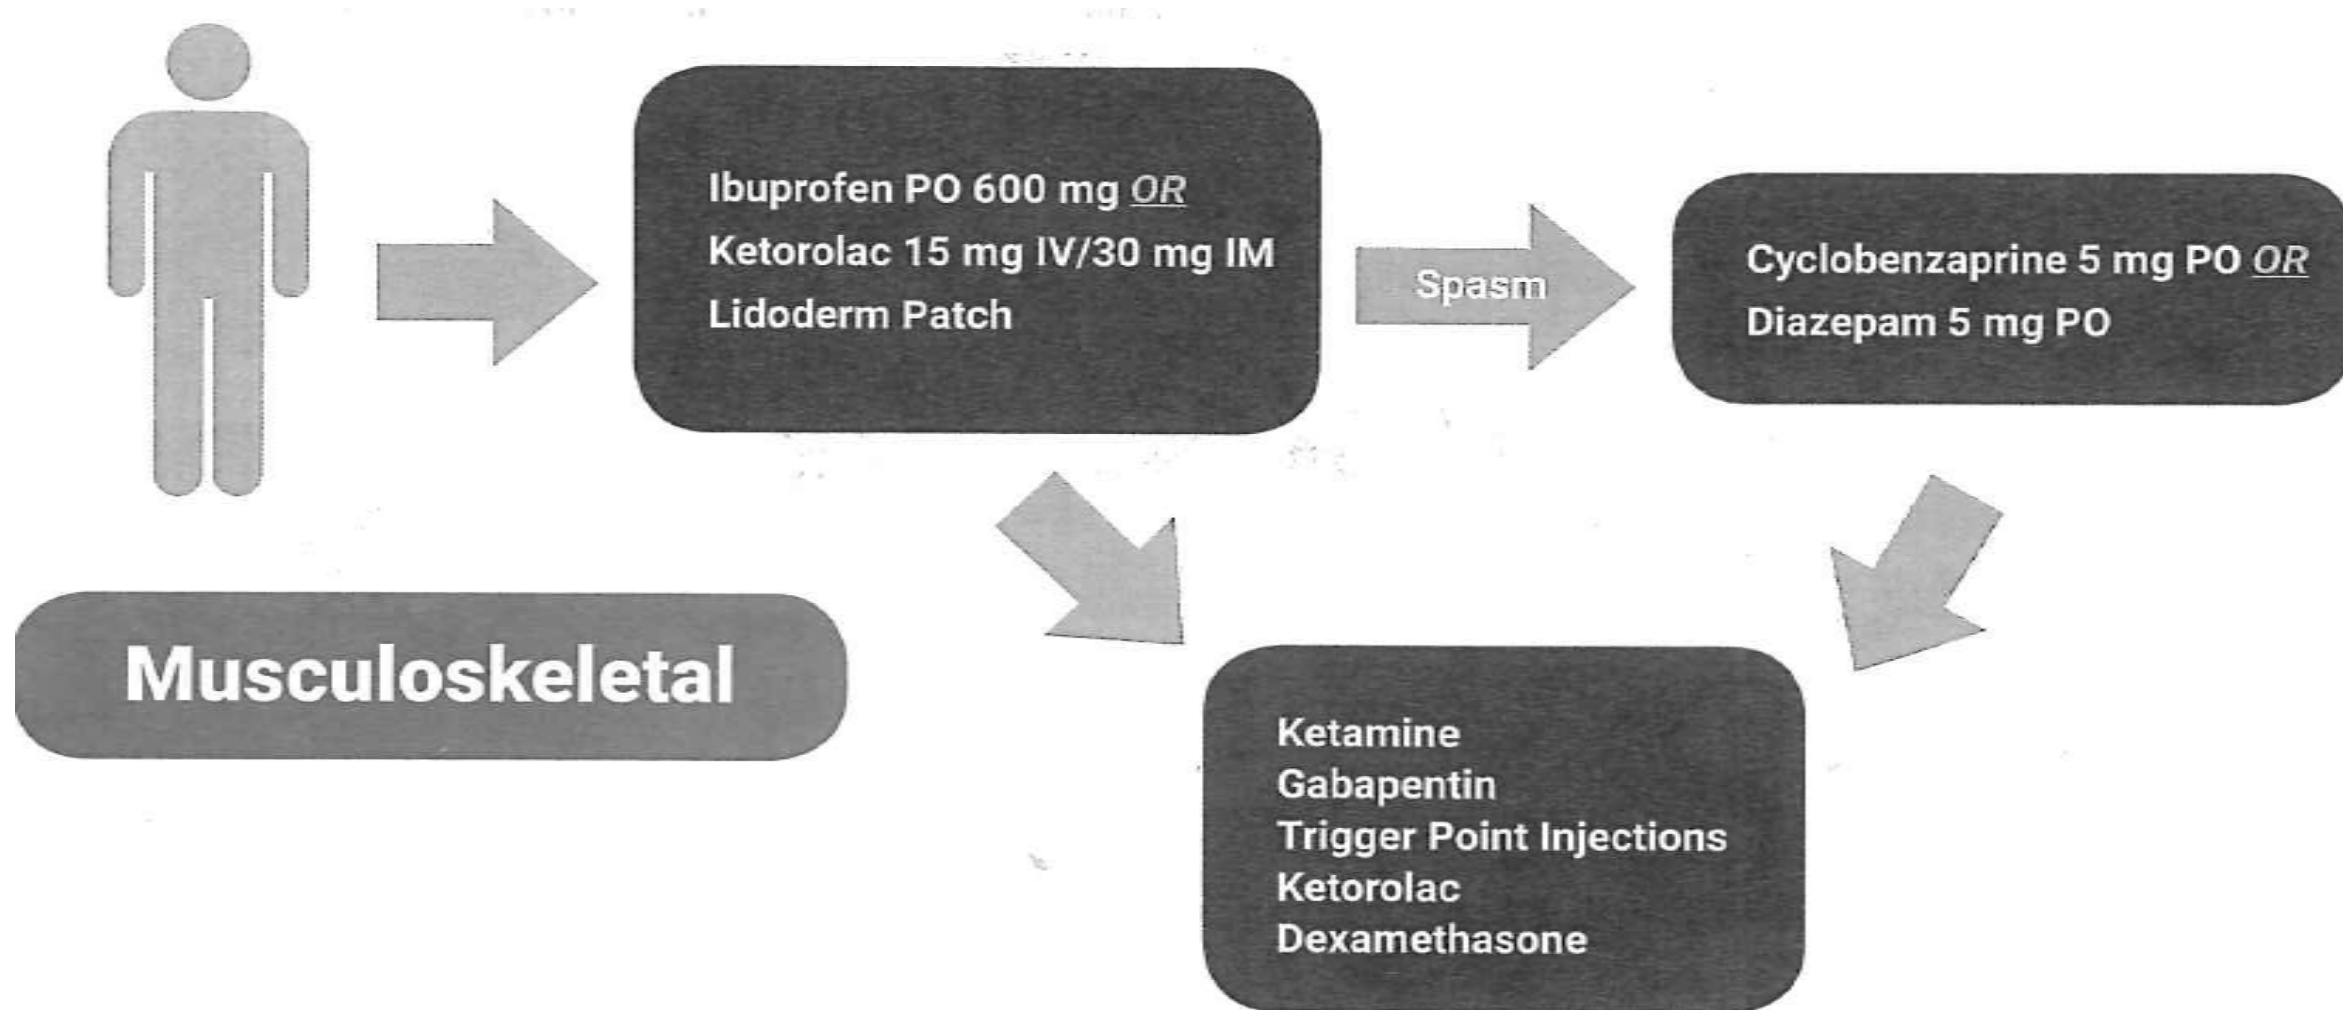 Ibuprofen PO 600 mg OR
Ketorolac 15 mg IV/30 mg IM
Lidoderm Patch
Spasm
Cyclobenzaprine 5 mg PO OR
Diazepam 5 mg PO
Musculoskeletal
Ketamine
Gabapentin
Trigger Point Injections
Ketorolac
Dexamethasone